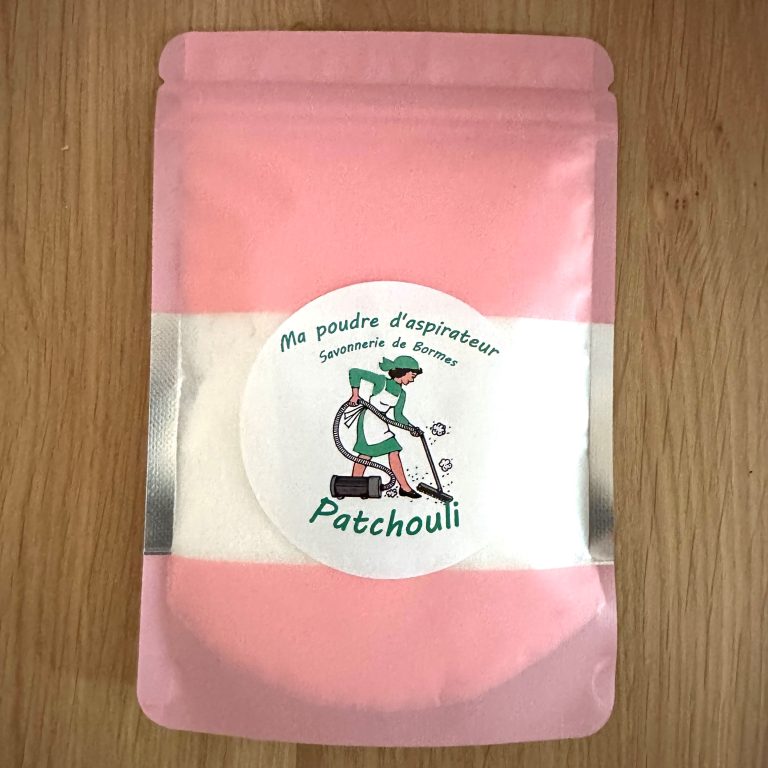 Ma poudre d'aspirateur
Savonnerie de Bormes
Patchouli